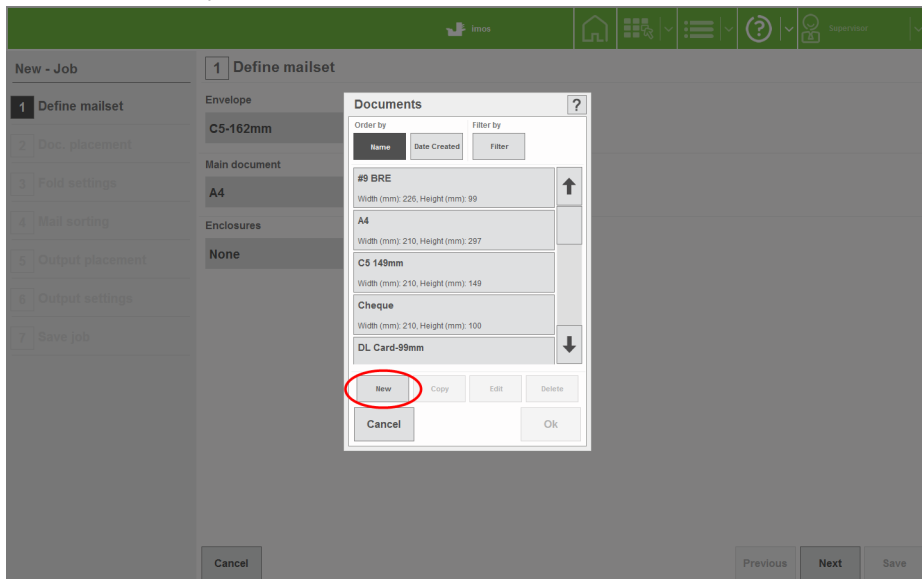 imos
Supervisor
New - Job
1 Define mailset
2 Doc. placement
3 Fold settings
4 Mail sorting
5 Output placement
6 Output settings
7 Save job
1 Define mailset
Envelope
C5-162mm
Main document
A4
Enclosures
None
Documents
?
Order by
Filter by
Name
Date Created
Filter
#9 BRE
Width (mm): 226, Height (mm): 99
A4
Width (mm): 210, Height (mm): 297
C5 149mm
Width (mm): 210, Height (mm): 149
Cheque
Width (mm): 210, Height (mm): 100
DL Card-99mm
New
Copy
Edit
Delete
Cancel
Ok
Cancel
Previous
Next
Save